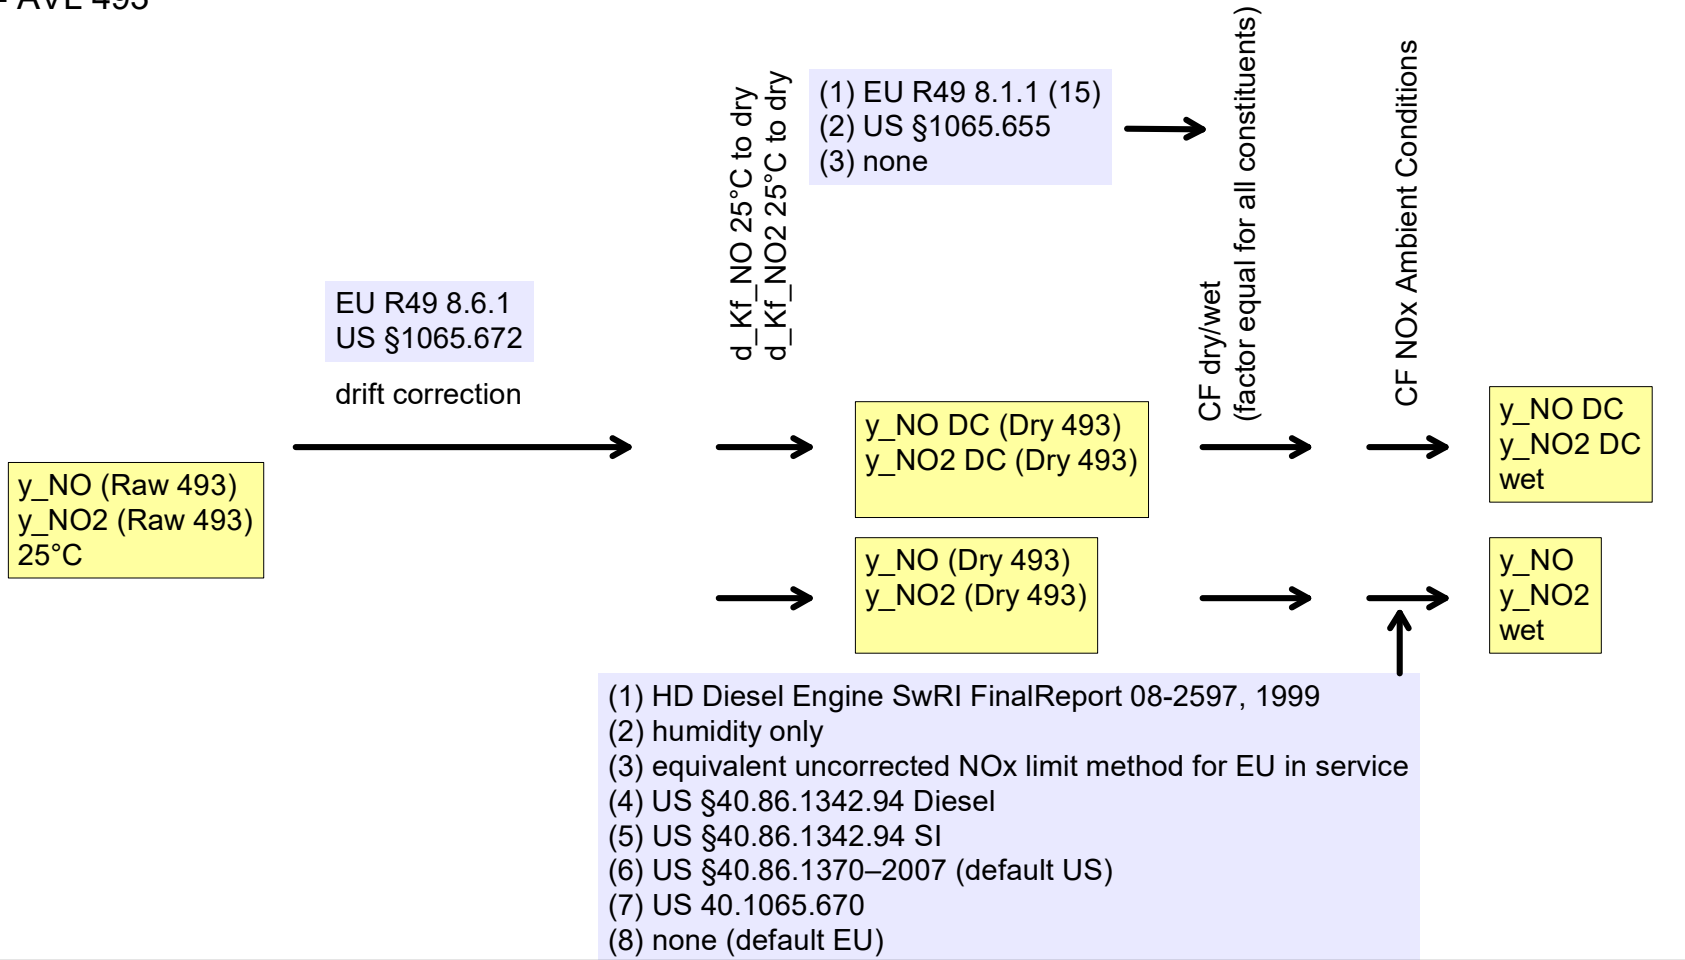 - AVL 493
d_Kf_NO 25°C to dry
d_Kf_NO2 25°C to dry
(1) EU R49 8.1.1 (15)
(2) US §1065.655
(3) none
CF dry/wet
(factor equal for all constituents)
CF NOx Ambient Conditions
EU R49 8.6.1
US §1065.672
drift correction
y_NO (Raw 493)
y_NO2 (Raw 493)
25°C
y_NO DC (Dry 493)
y_NO2 DC (Dry 493)
y_NO DC
y_NO2 DC
wet
y_NO (Dry 493)
y_NO2 (Dry 493)
y_NO
y_NO2
wet
(1) HD Diesel Engine SwRI FinalReport 08-2597, 1999
(2) humidity only
(3) equivalent uncorrected NOx limit method for EU in service
(4) US §40.86.1342.94 Diesel
(5) US §40.86.1342.94 SI
(6) US §40.86.1370–2007 (default US)
(7) US 40.1065.670
(8) none (default EU)